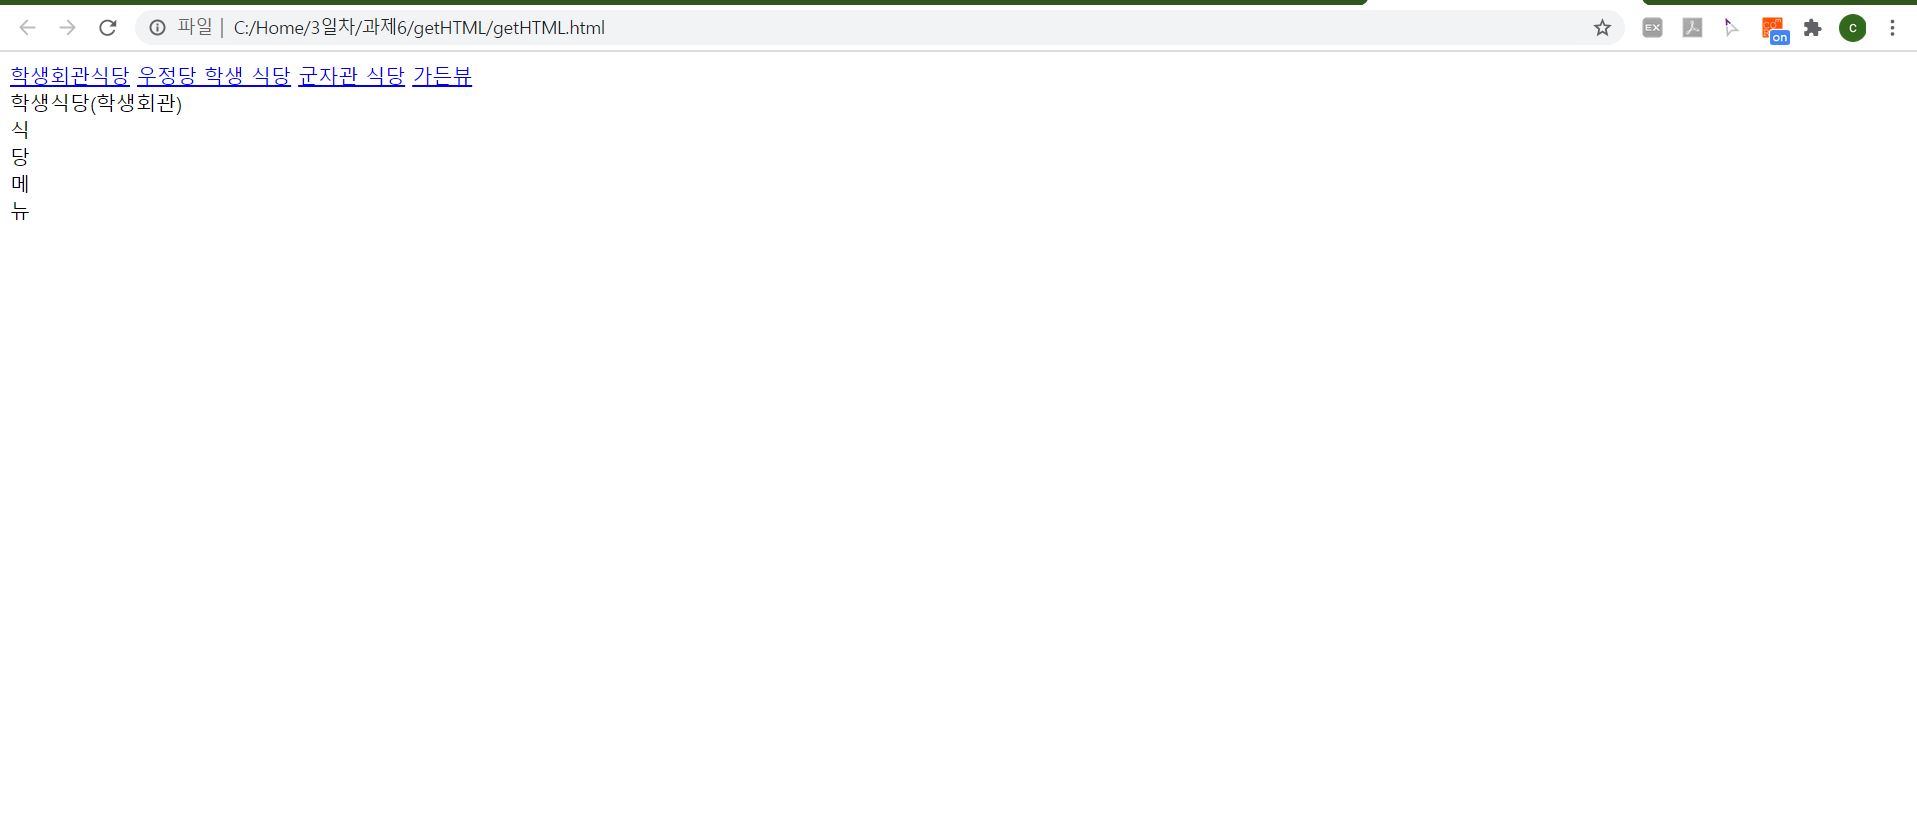 파일 | C:/Home/3일차/과제6/getHTML/getHTML.html
EX
on
c
학생회관식당 우정당 학생 식당 군자관 식당 가든뷰
학생식당(학생회관)
식
당
메
뉴